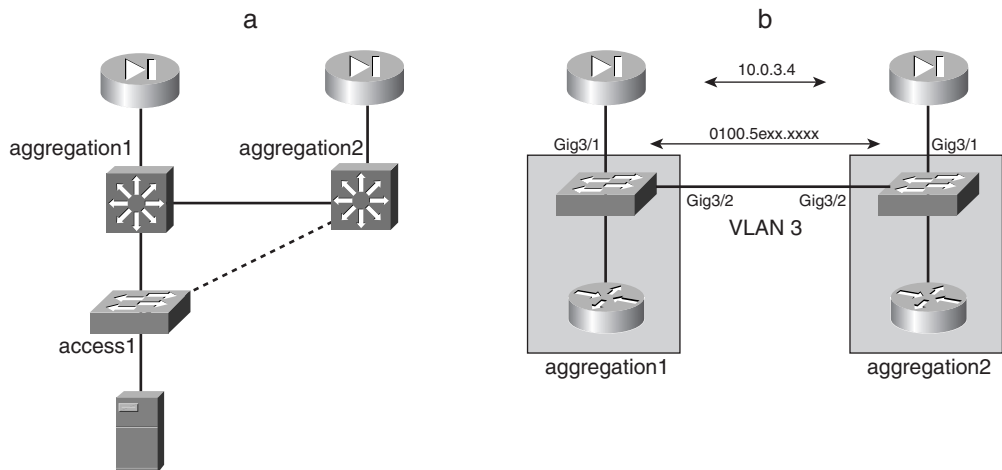 a
aggregation1
aggregation2
access1
b
10.0.3.4
0100.5exx.xxxx
Gig3/1
Gig3/1
Gig3/2
Gig3/2
VLAN 3
aggregation1
aggregation2